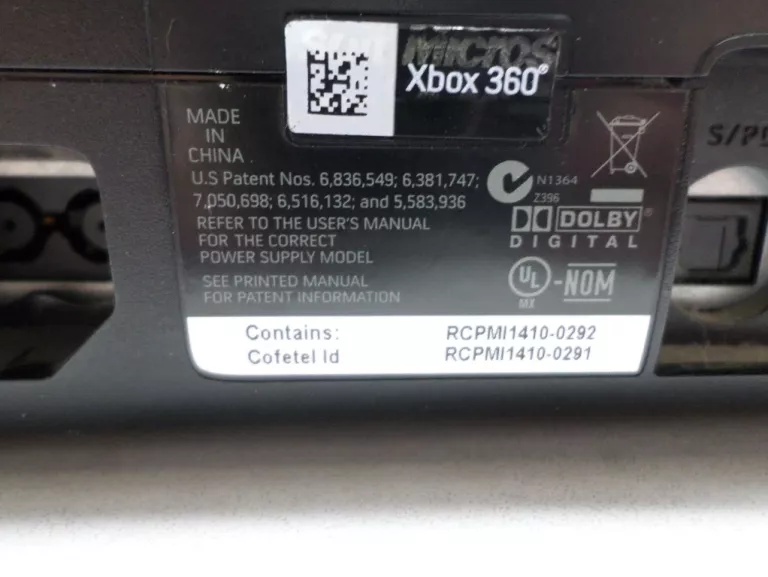 MICROS
Xbox 360®
MADE
IN
CHINA
U.S Patent Nos. 6,836,549; 6,381,747;
7,050,698; 6,516,132; and 5,583,936
REFER TO THE USER'S MANUAL
FOR THE CORRECT
POWER SUPPLY MODEL
SEE PRINTED MANUAL
FOR PATENT INFORMATION
N1364
Z396
DOLBY®
DIGITAL
UL
MX
-NOM
Contains: RCPMI1410-0292
Cofetel Id RCPMI1410-0291
S/PD